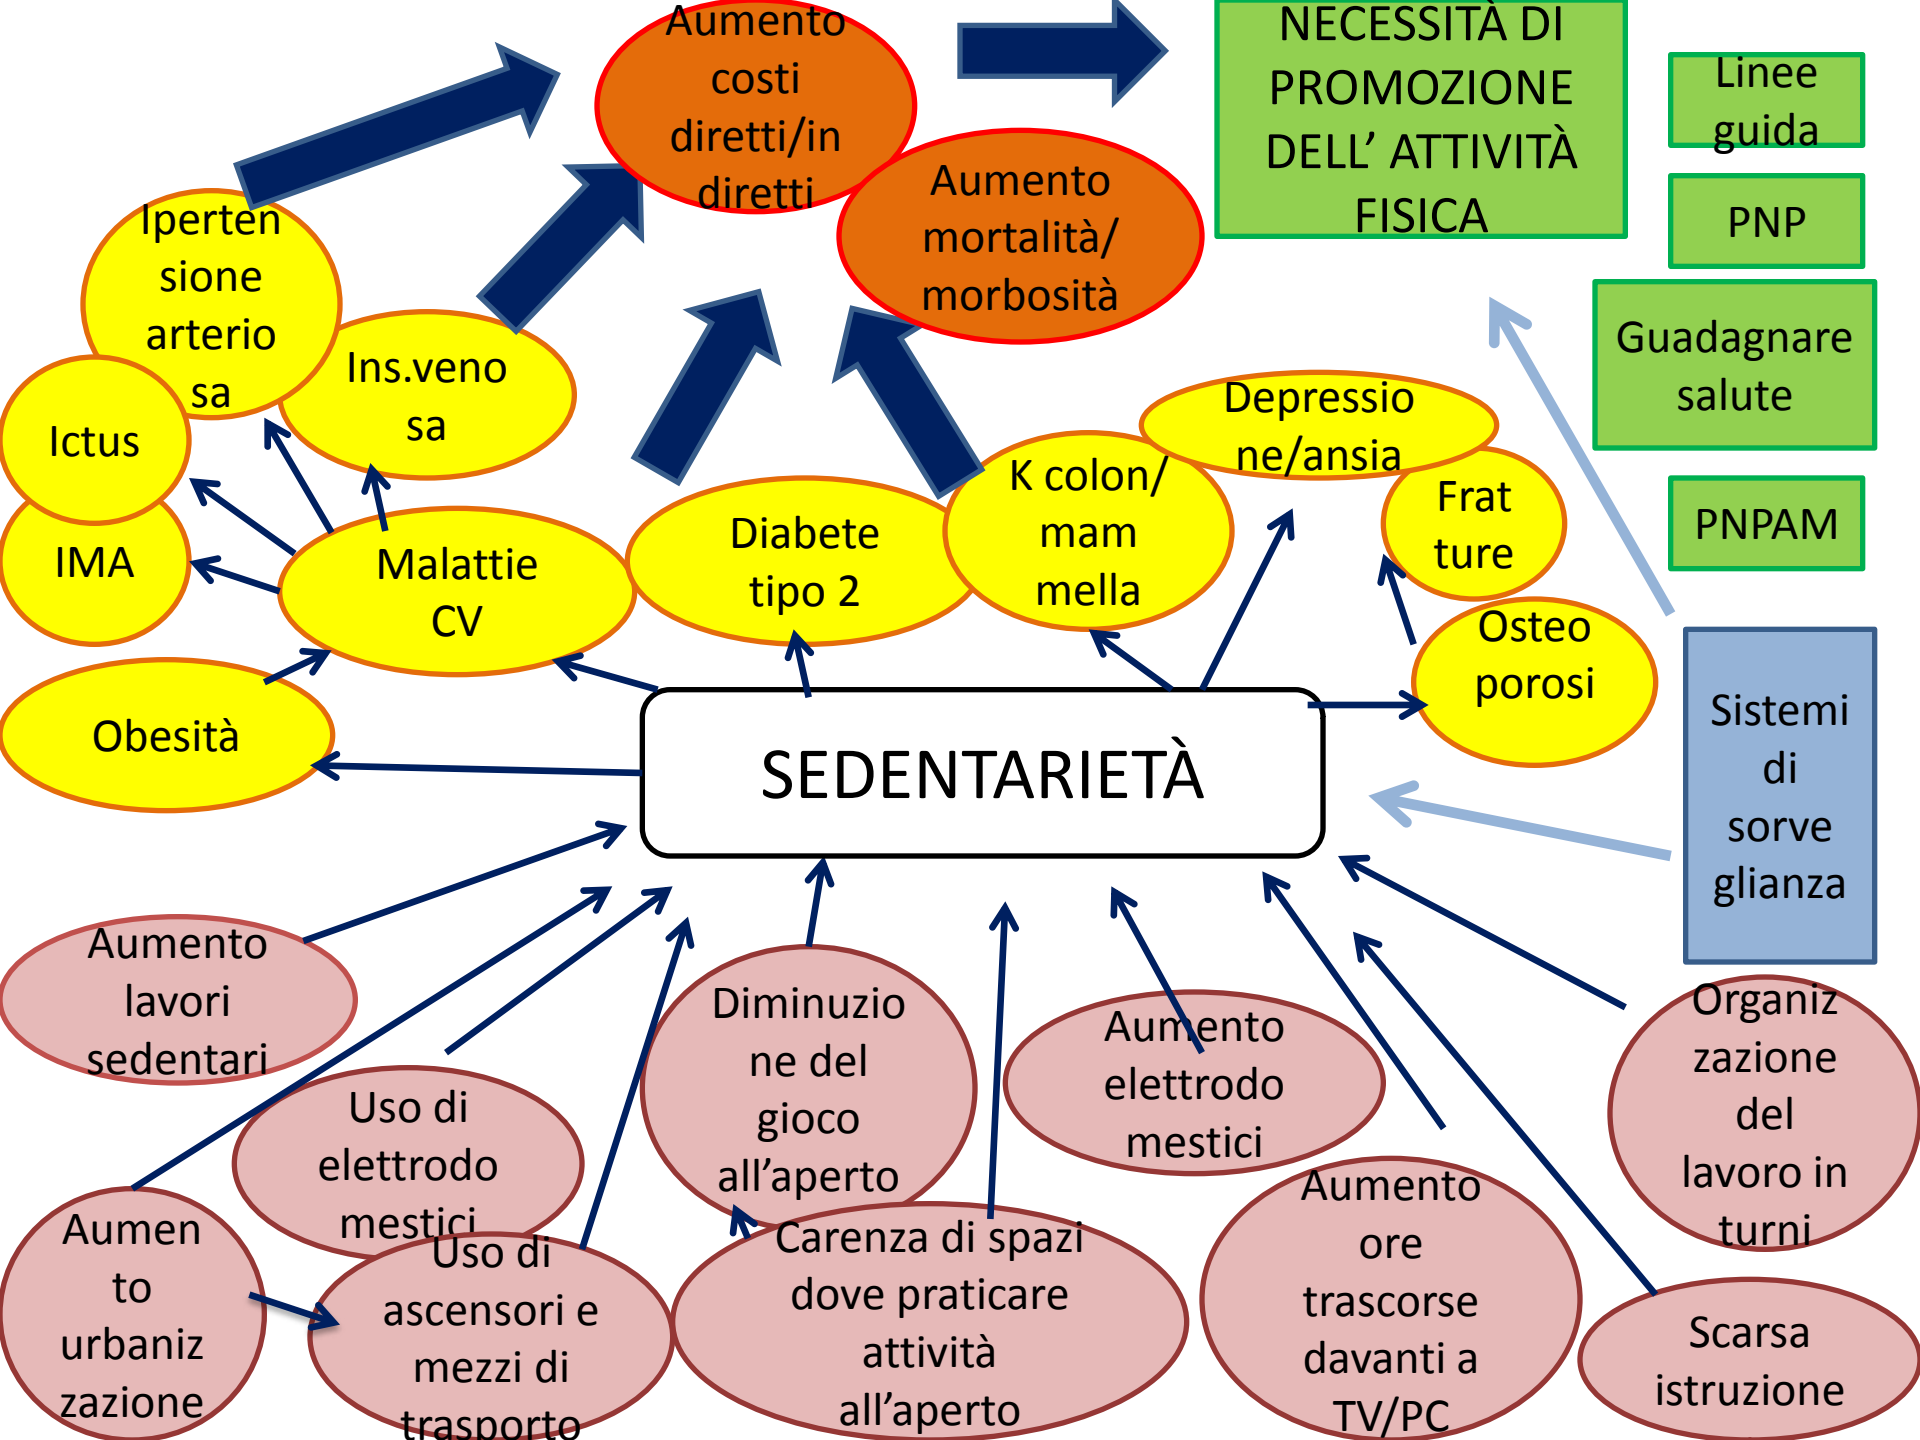 Aumento
costi
diretti/in
diretti
NECESSITÀ DI
PROMOZIONE
DELL’ ATTIVITÀ
FISICA
Linee
guida
PNP
Guadagnare
salute
PNPAM
Aumento
mortalità/
morbosità
Iperten
sione
arterio
sa
Ins.veno
sa
Ictus
IMA
Malattie
CV
Diabete
tipo 2
K colon/
mam
mella
Depressio
ne/ansia
Frat
ture
Osteo
porosi
Obesità
SEDENTARIETÀ
Sistemi
di
sorve
glianza
Aumento
lavori
sedentari
Uso di
elettrodo
mestici
Diminuzio
ne del
gioco
all’aperto
Aumento
elettrodo
mestici
Organiz
zazione
del
lavoro in
turni
Aumen
to
urbaniz
zazione
Uso di
ascensori e
mezzi di
trasporto
Carenza di spazi
dove praticare
attività
all’aperto
Aumento
ore
trascorse
davanti a
TV/PC
Scarsa
istruzione